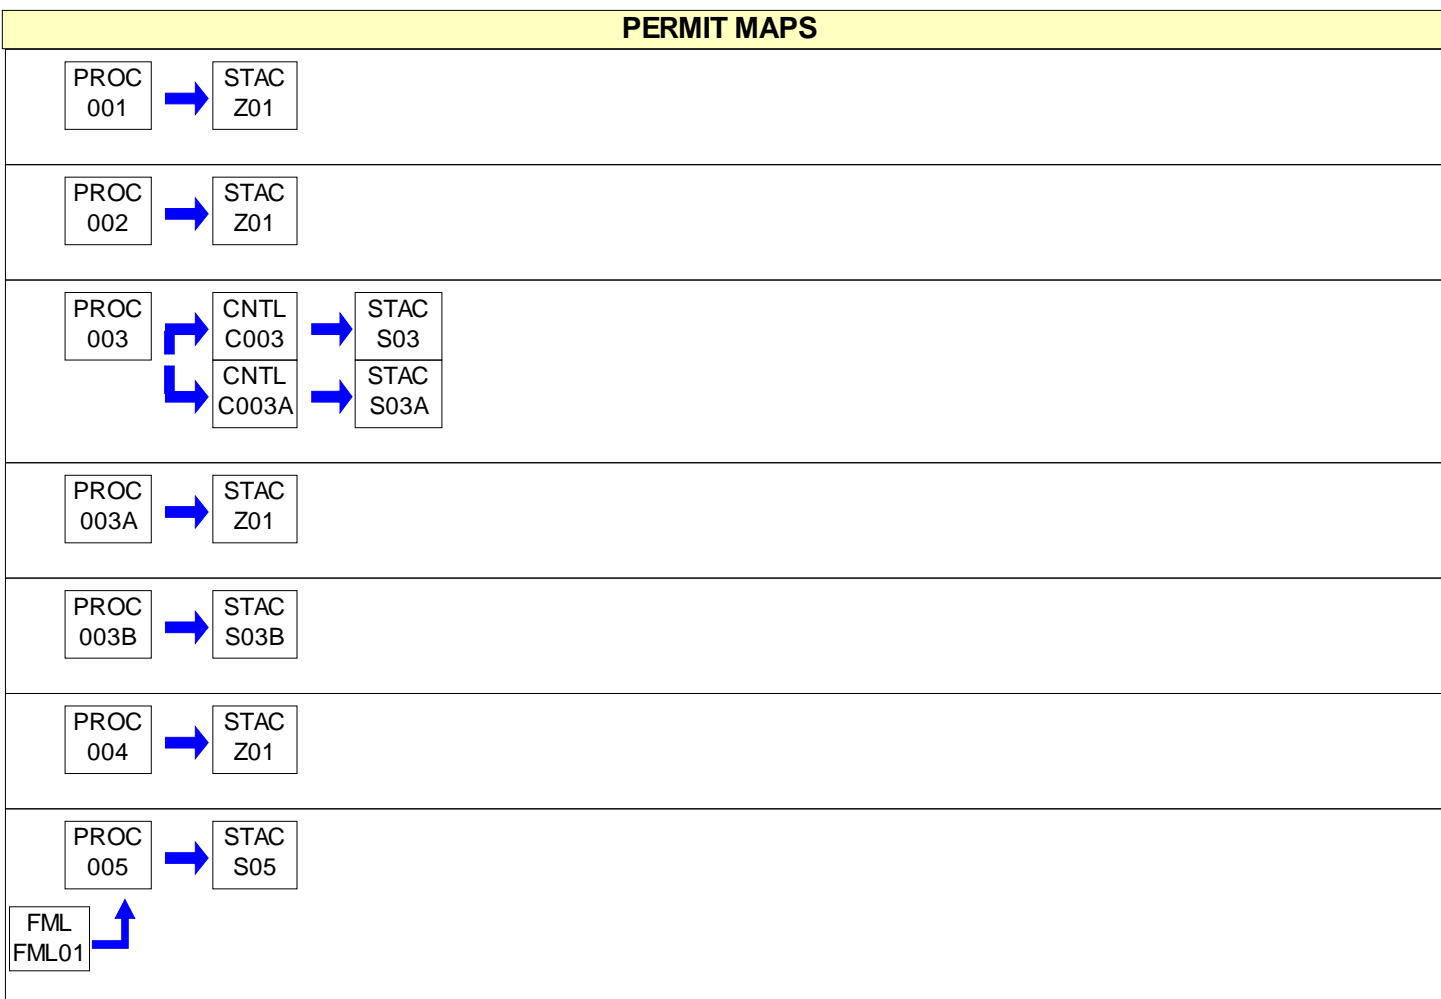 PERMIT MAPS
PROC
001
STAC
Z01
PROC
002
STAC
Z01
PROC
003
CNTL
C003
STAC
S03
CNTL
C003A
STAC
S03A
PROC
003A
STAC
Z01
PROC
003B
STAC
S03B
PROC
004
STAC
Z01
PROC
005
STAC
S05
FML
FML01